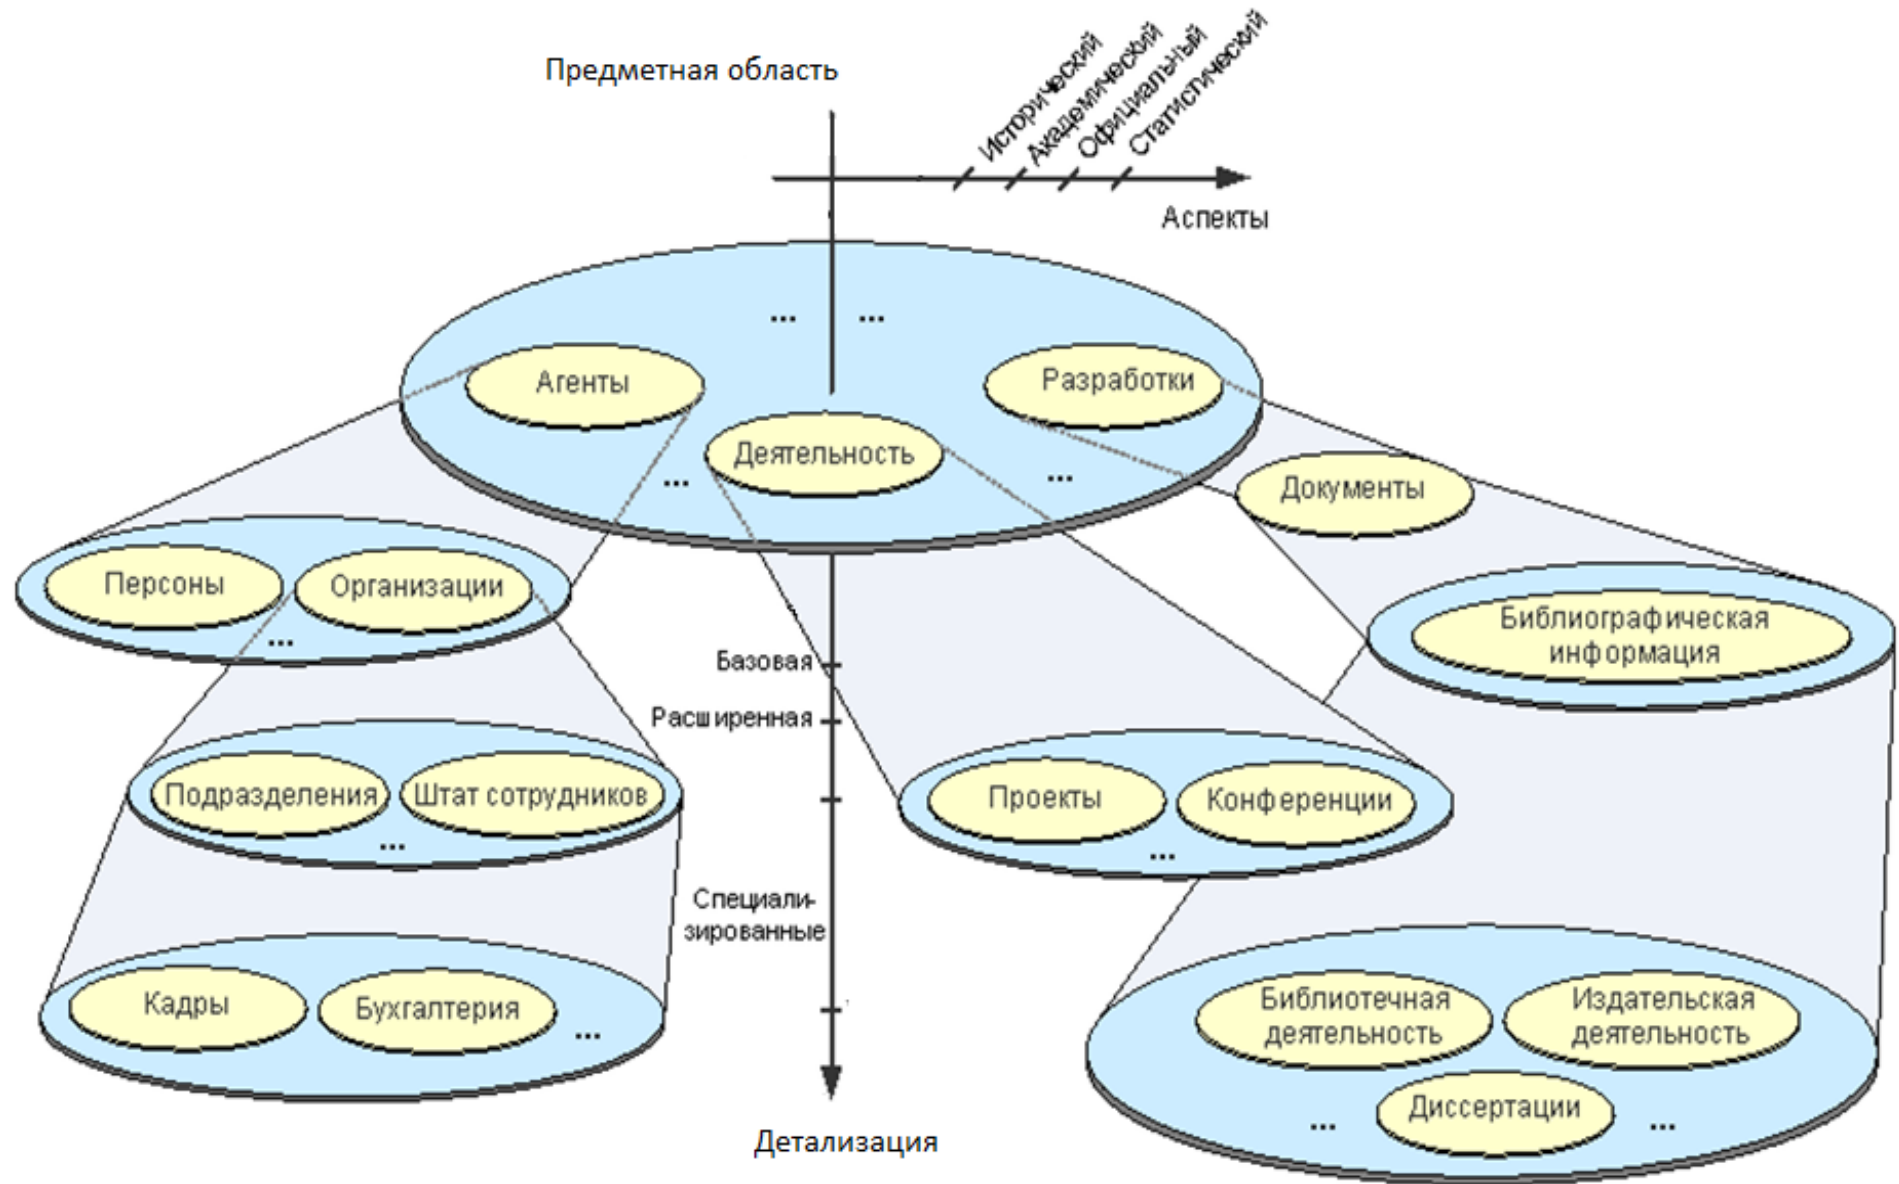 Предметная область
Исторический
Академический
Официальный
Статистический
Аспекты
... ...
Агенты
Разработки
Деятельность
...
...
Документы
Персоны
Организации
...
Библиографическая
информация
Базовая
Расширенная
Подразделения
Штат сотрудников
...
Проекты
Конференции
...
Специали-
зированные
Кадры
Бухгалтерия
...
Библиотечная
деятельность
Издательская
деятельность
Диссертации
...
...
Детализация